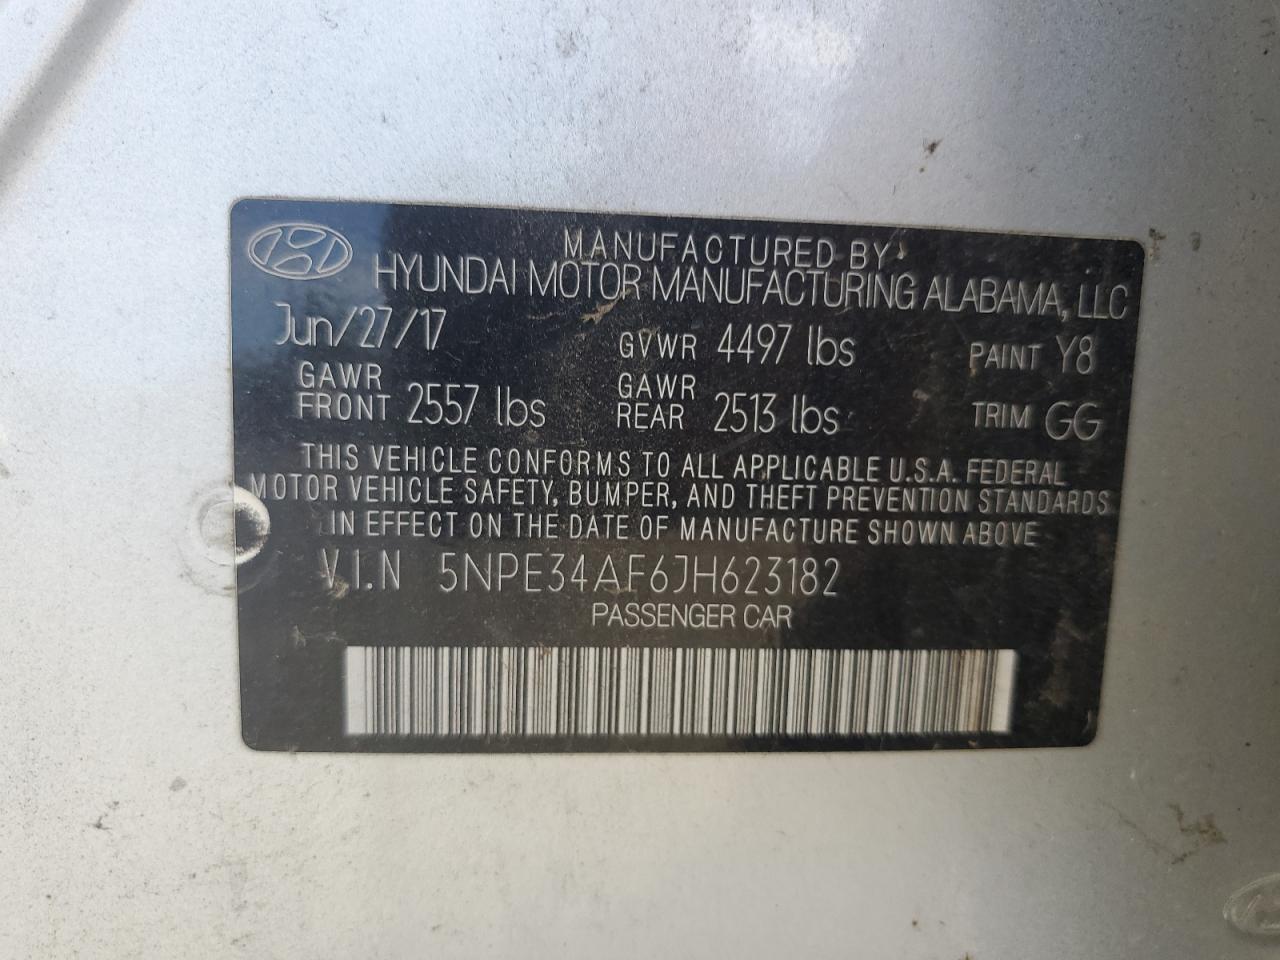 MANUFACTURED BY
HYUNDAI MOTOR MANUFACTURING ALABAMA, LLC
Jun/27/17 GVWR 4497 lbs PAINT Y8
GAWR FRONT 2557 lbs GAWR REAR 2513 lbs TRIM GG
THIS VEHICLE CONFORMS TO ALL APPLICABLE U.S.A. FEDERAL
MOTOR VEHICLE SAFETY, BUMPER, AND THEFT PREVENTION STANDARDS
IN EFFECT ON THE DATE OF MANUFACTURE SHOWN ABOVE
V.I.N 5NPE34AF6JH623182
PASSENGER CAR